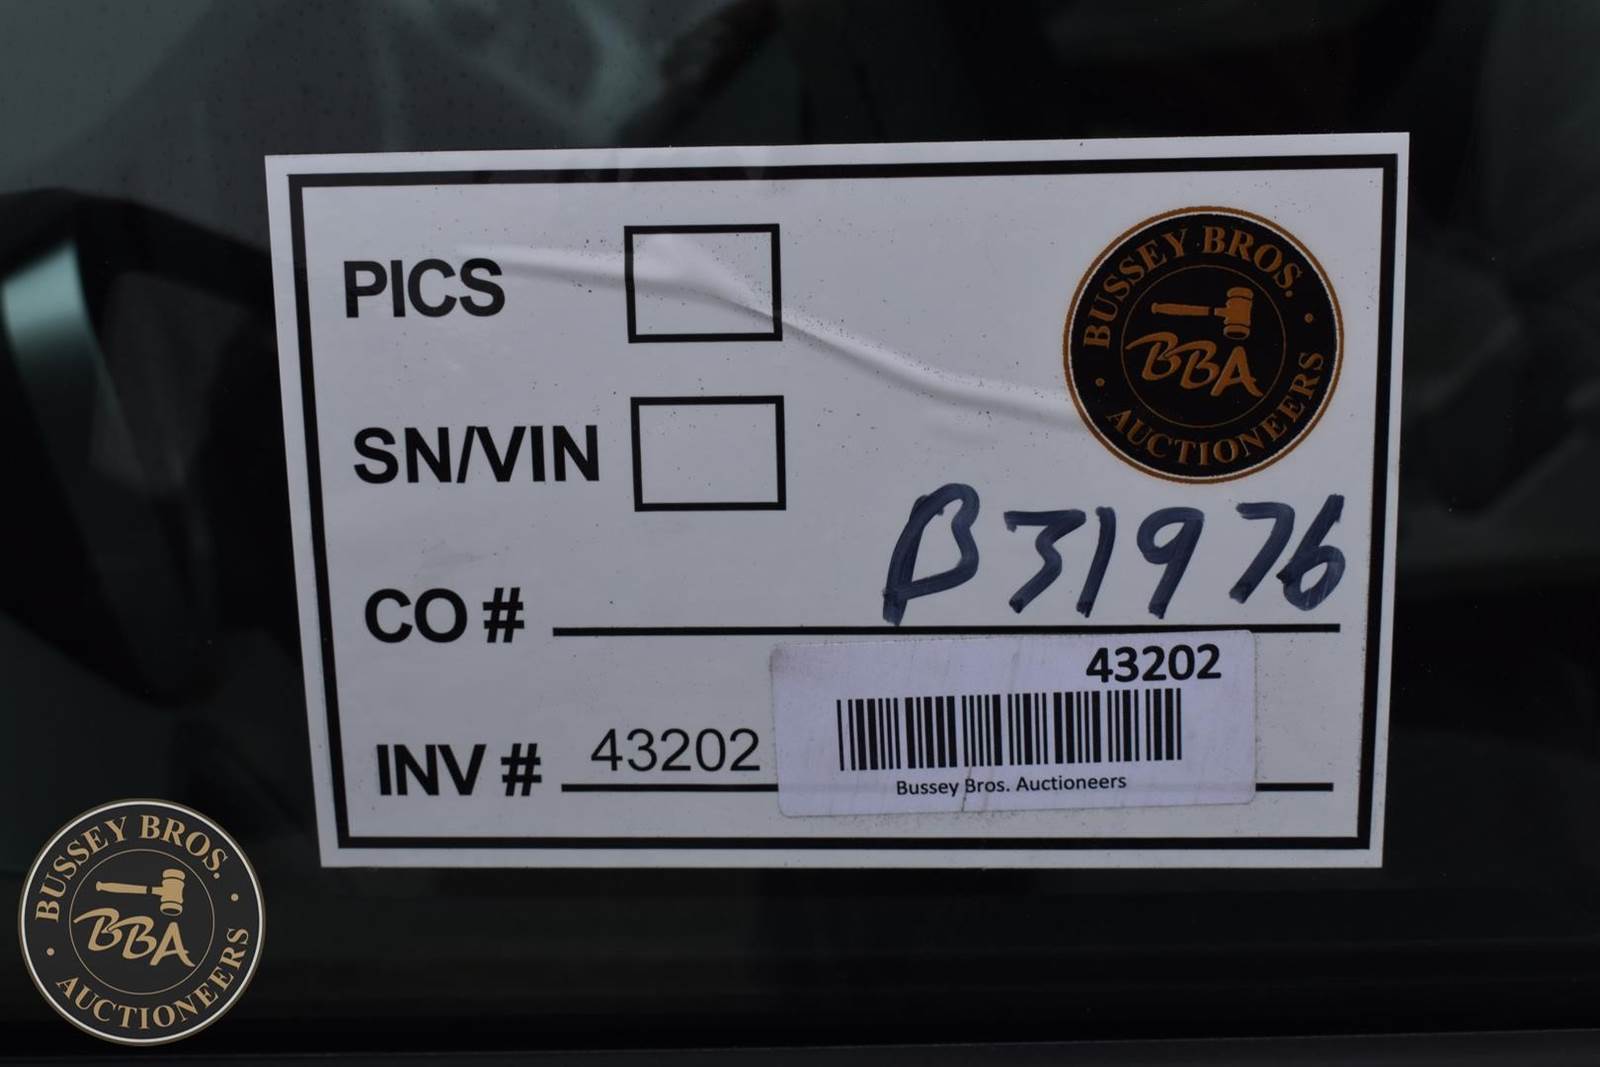 PICS
BUSSEY BROS.
BBA
AUCTIONEERS
SN/VIN
B31976
CO #
43202
INV # 43202
Bussey Bros. Auctioneers
BUSSEY BROS.
BBA
AUCTIONEERS